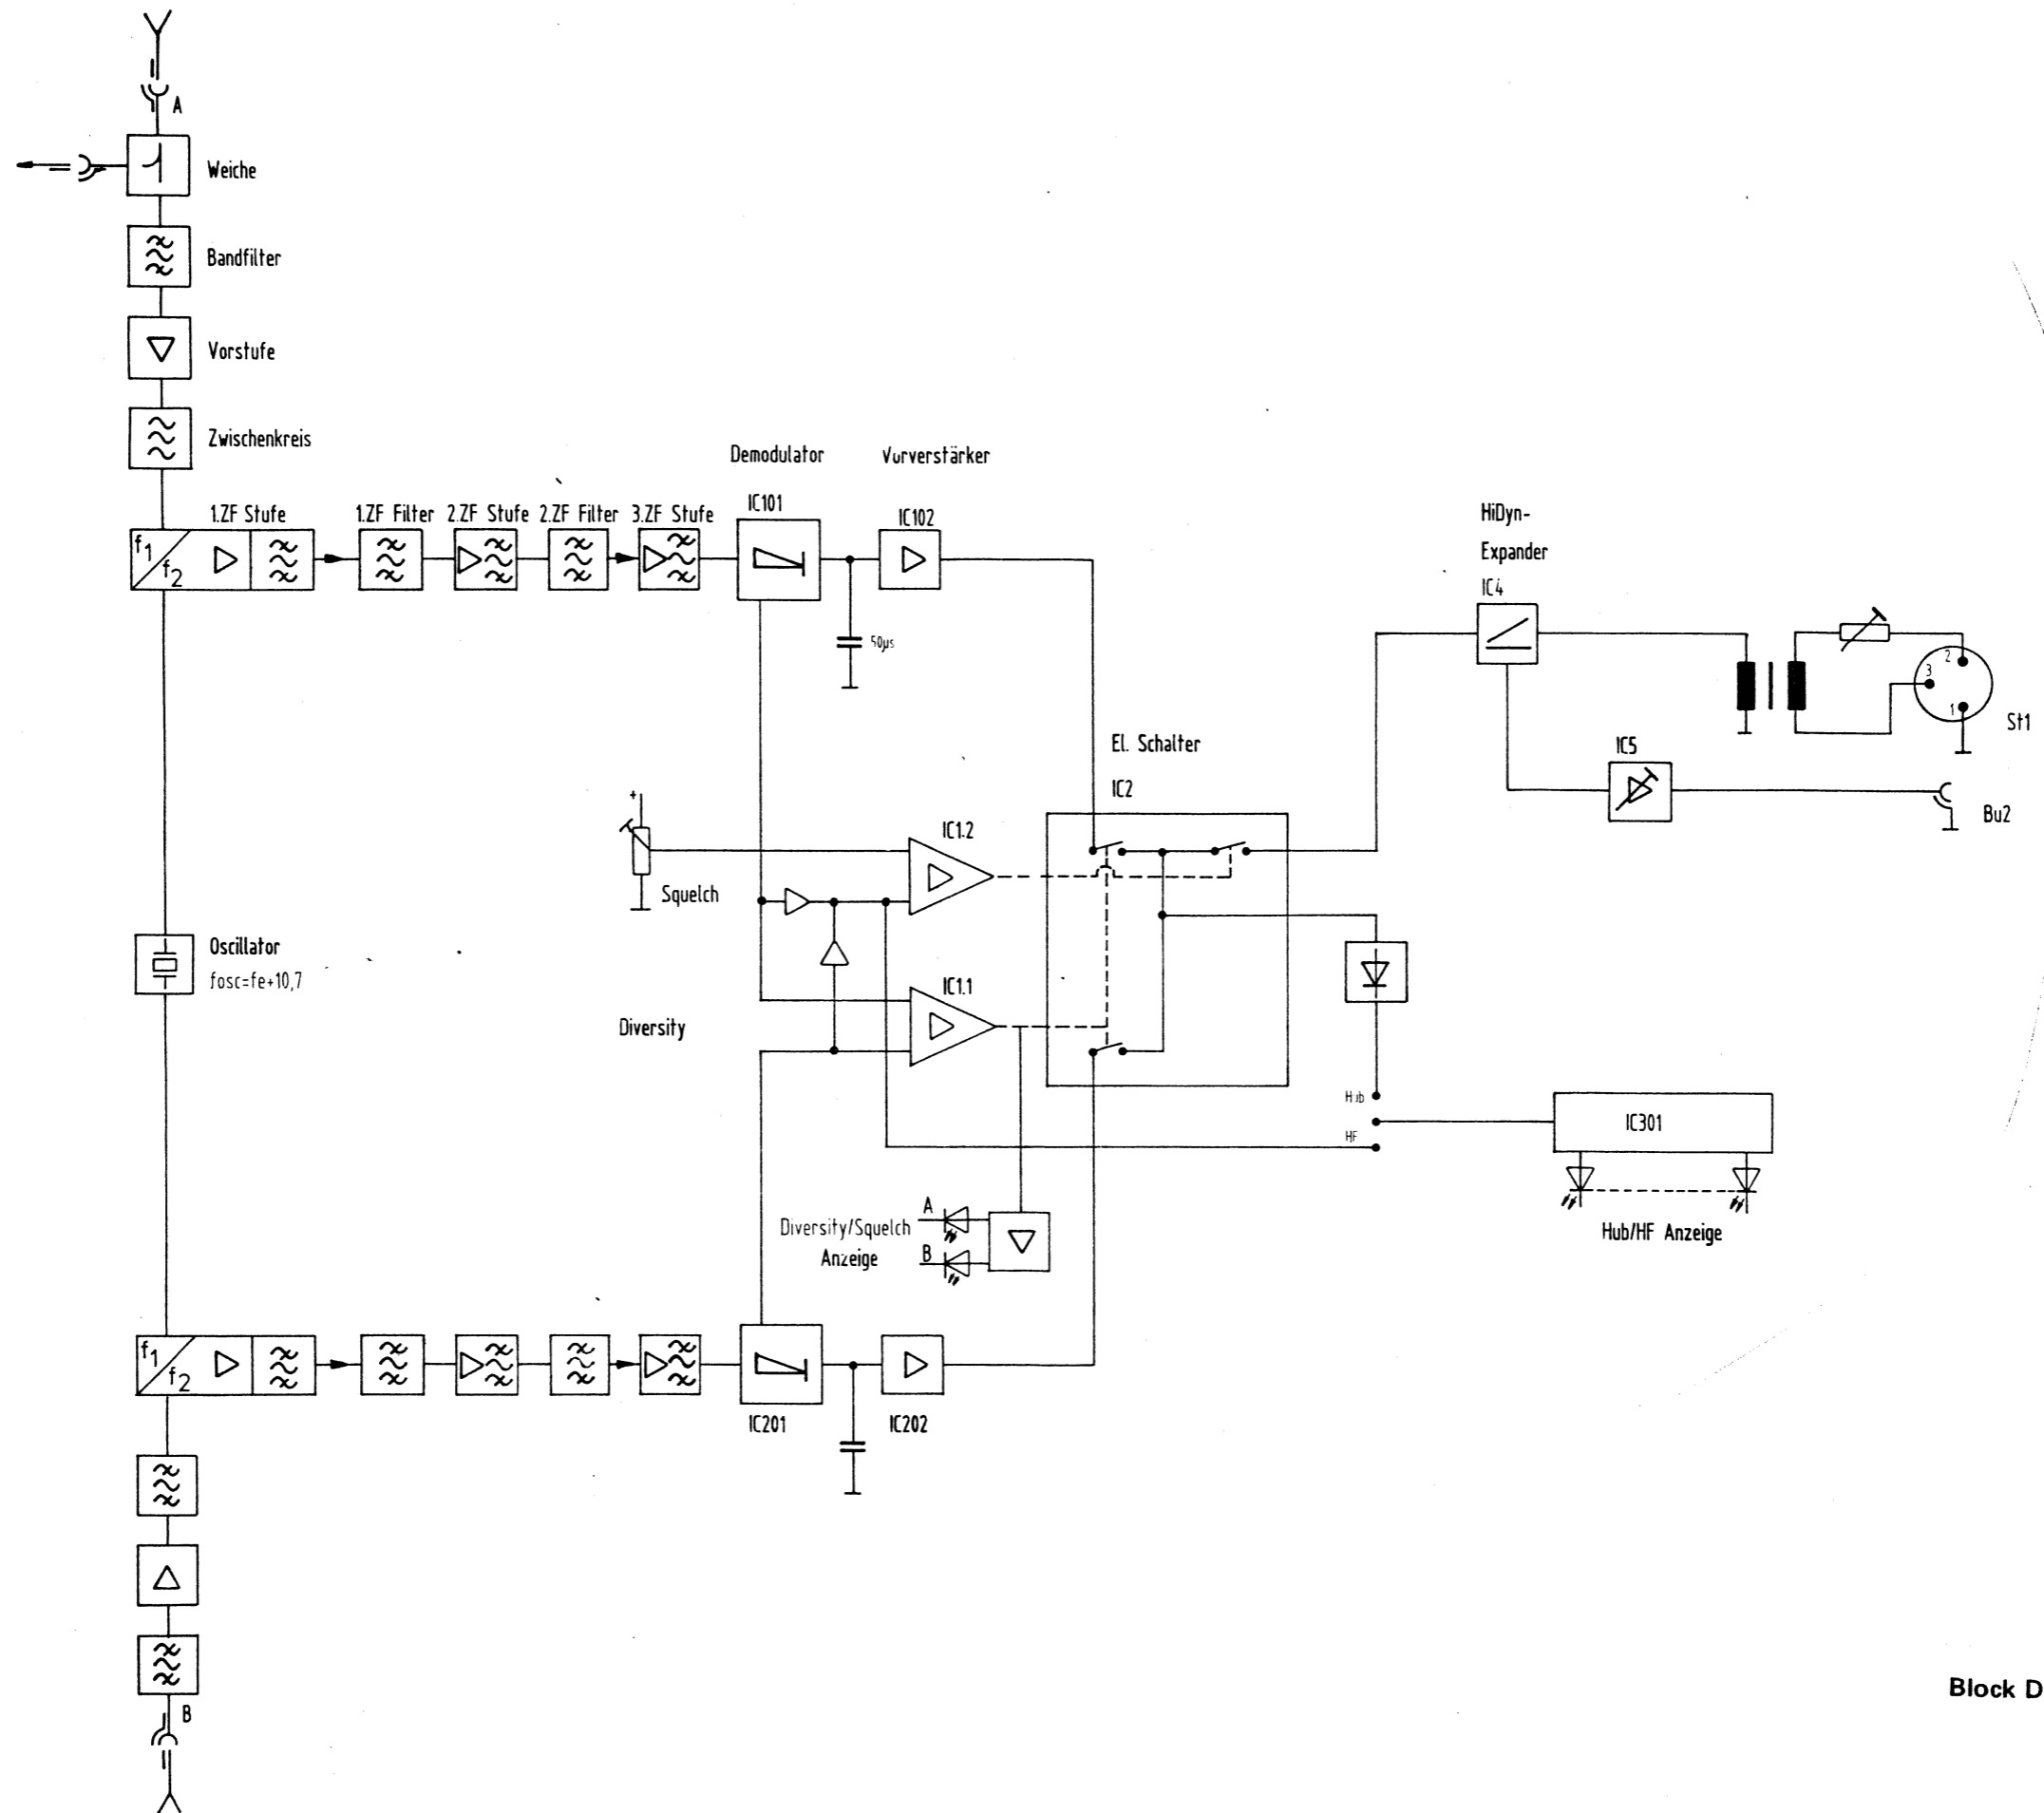 A
Weiche
Bandfilter
Vorstufe
Zwischenkreis
Demodulator
Vorverstärker
1.ZF Stufe
1.ZF Filter
2.ZF Stufe
2.ZF Filter
3.ZF Stufe
IC101
IC102
f1
f2
50µs
HiDyn-
Expander
IC4
2
3
1
St1
IC5
Bu2
El. Schalter
IC2
+
IC1.2
Squelch
Oscillator
fosc=fe+10,7
IC1.1
Diversity
Hub
HF
IC301
Hub/HF Anzeige
A
Diversity/Squelch
B
Anzeige
f1
f2
IC201
IC202
B
Block D